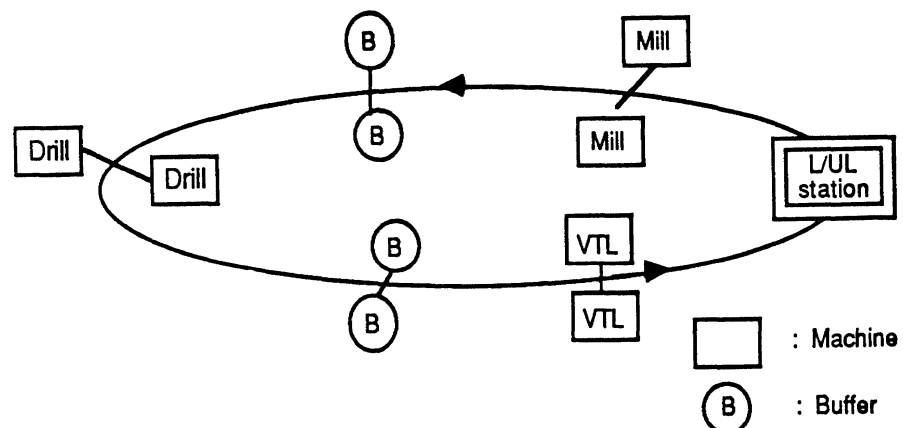 B
Mill
B
Mill
Drill
Drill
L/UL
station
B
VTL
B
VTL
: Machine
B : Buffer